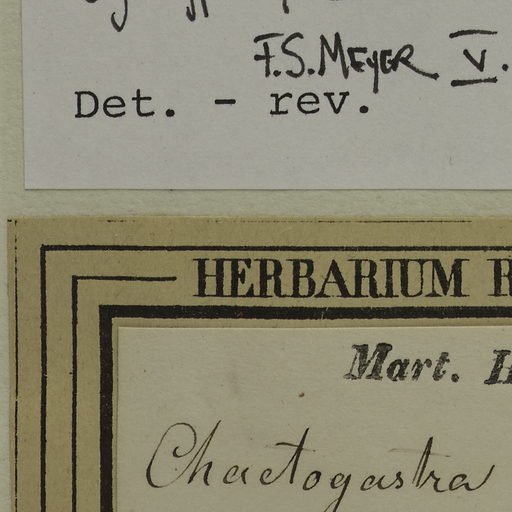 F.S.MEYER V.
Det. - rev.
HERBARIUM
Mart.
Chaetogastra